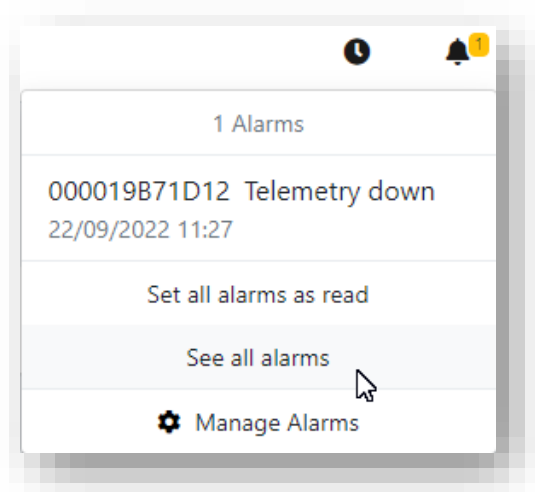 1
1 Alarms
000019B71D12 Telemetry down
22/09/2022 11:27
Set all alarms as read
See all alarms
Manage Alarms